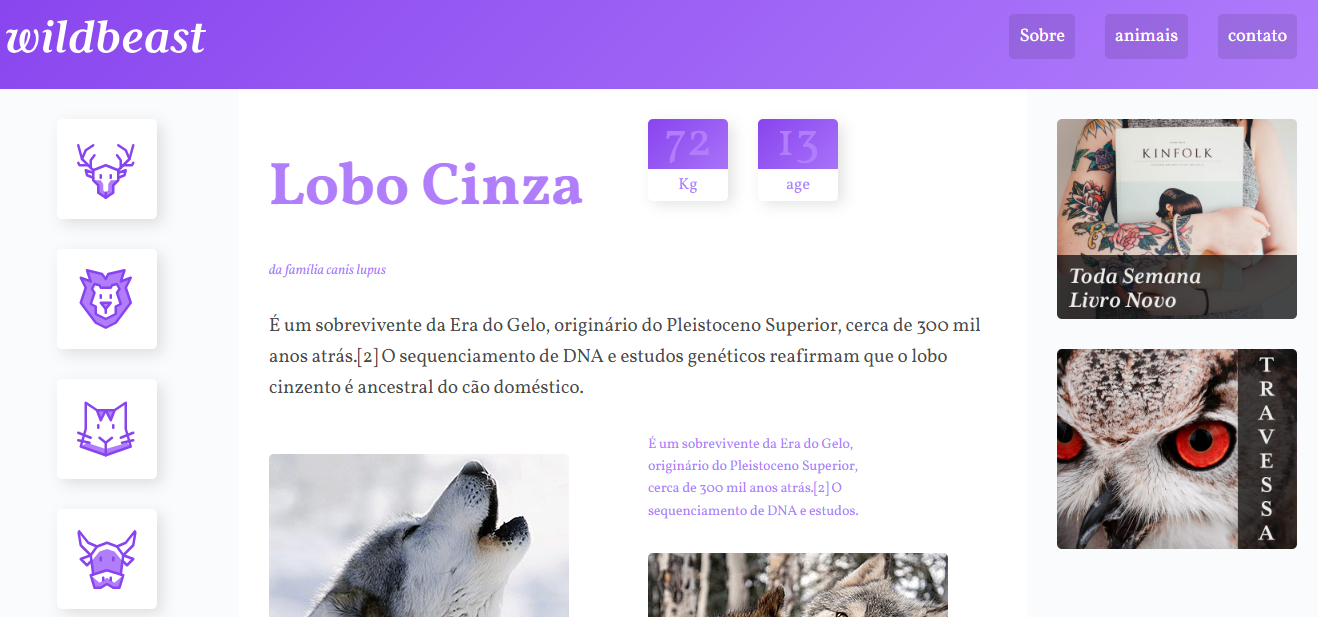 wildbeast
Sobre
animais
contato
Lobo Cinza
72
Kg
13
age
da família canis lupus
É um sobrevivente da Era do Gelo, originário do Pleistoceno Superior, cerca de 300 mil
anos atrás.[2] O sequenciamento de DNA e estudos genéticos reafirmam que o lobo
cinzento é ancestral do cão doméstico.
É um sobrevivente da Era do Gelo,
originário do Pleistoceno Superior,
cerca de 300 mil anos atrás.[2] O
sequenciamento de DNA e estudos.
KINFOLK
Toda Semana
Livro Novo
TRAVESSA